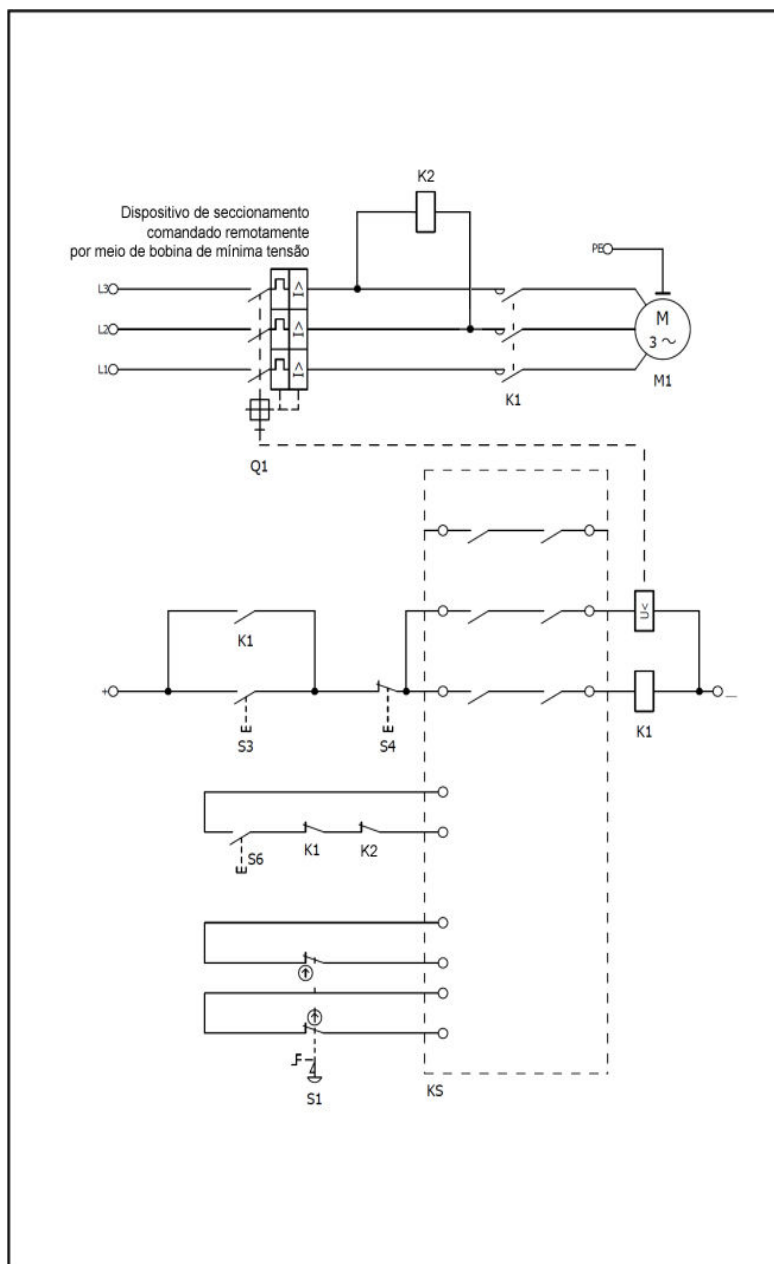 K2
Dispositivo de seccionamento
comandado remotamente
por meio de bobina de mínima tensão
PE
L3
I>
M
3 ~
L2
I>
L1
I>
K1
M1
Q1
U<
K1
+
–
S3
S4
K1
S6
K1
K2
S1
KS